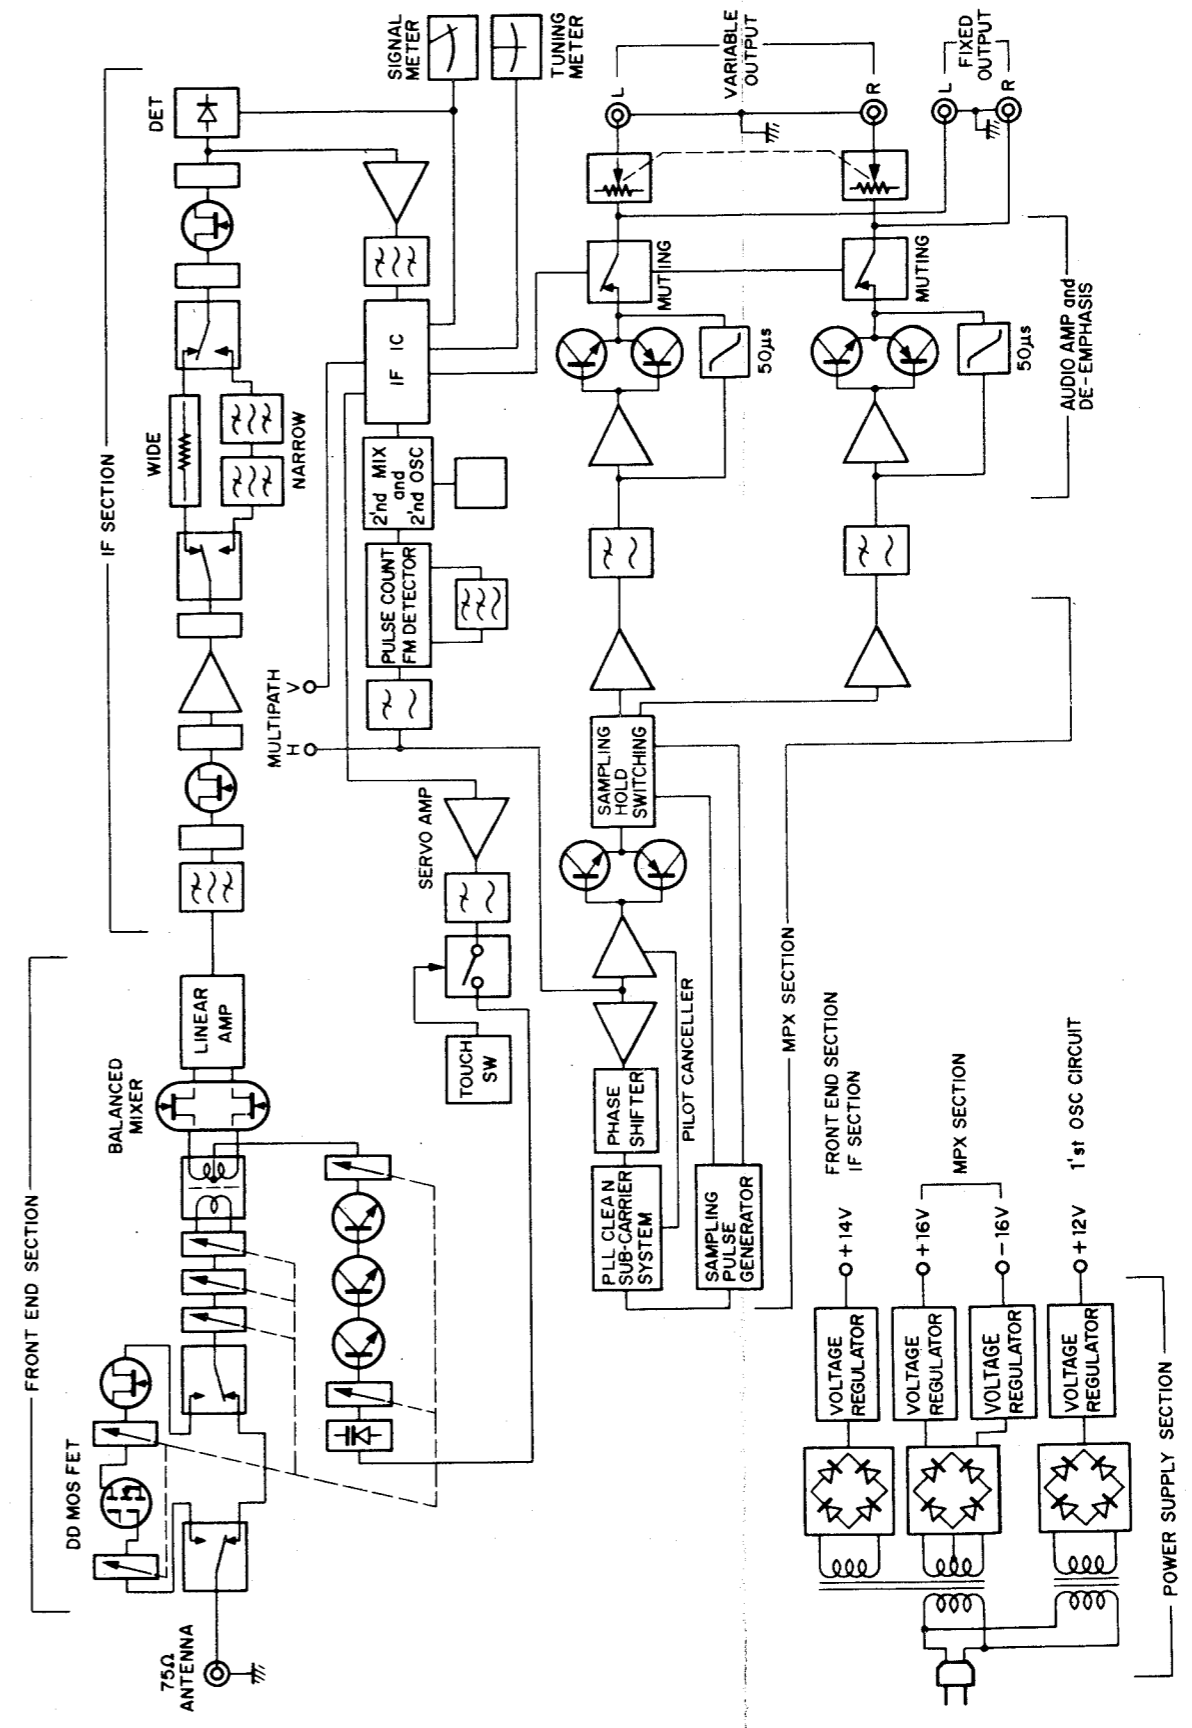 FRONT END SECTION
75Ω
ANTENNA
DD MOS FET
BALANCED
MIXER
LINEAR
AMP
IF SECTION
WIDE
NARROW
DET
SIGNAL
METER
TUNING
METER
MULTIPATH
H
V
IF IC
2'nd MIX
and
2'nd OSC
PULSE COUNT
FM DETECTOR
SERVO AMP
TOUCH
SW
PLL CLEAN
SUB-CARRIER
SYSTEM
PHASE
SHIFTER
PILOT CANCELLER
SAMPLING
PULSE
GENERATOR
SAMPLING
HOLD
SWITCHING
MPX SECTION
50μs
MUTING
50μs
MUTING
AUDIO AMP and
DE-EMPHASIS
VARIABLE
OUTPUT
L
R
FIXED
OUTPUT
L
R
VOLTAGE
REGULATOR
+14V
FRONT END SECTION
IF SECTION
VOLTAGE
REGULATOR
+16V
VOLTAGE
REGULATOR
-16V
MPX SECTION
VOLTAGE
REGULATOR
+12V
1'st OSC CIRCUIT
POWER SUPPLY SECTION